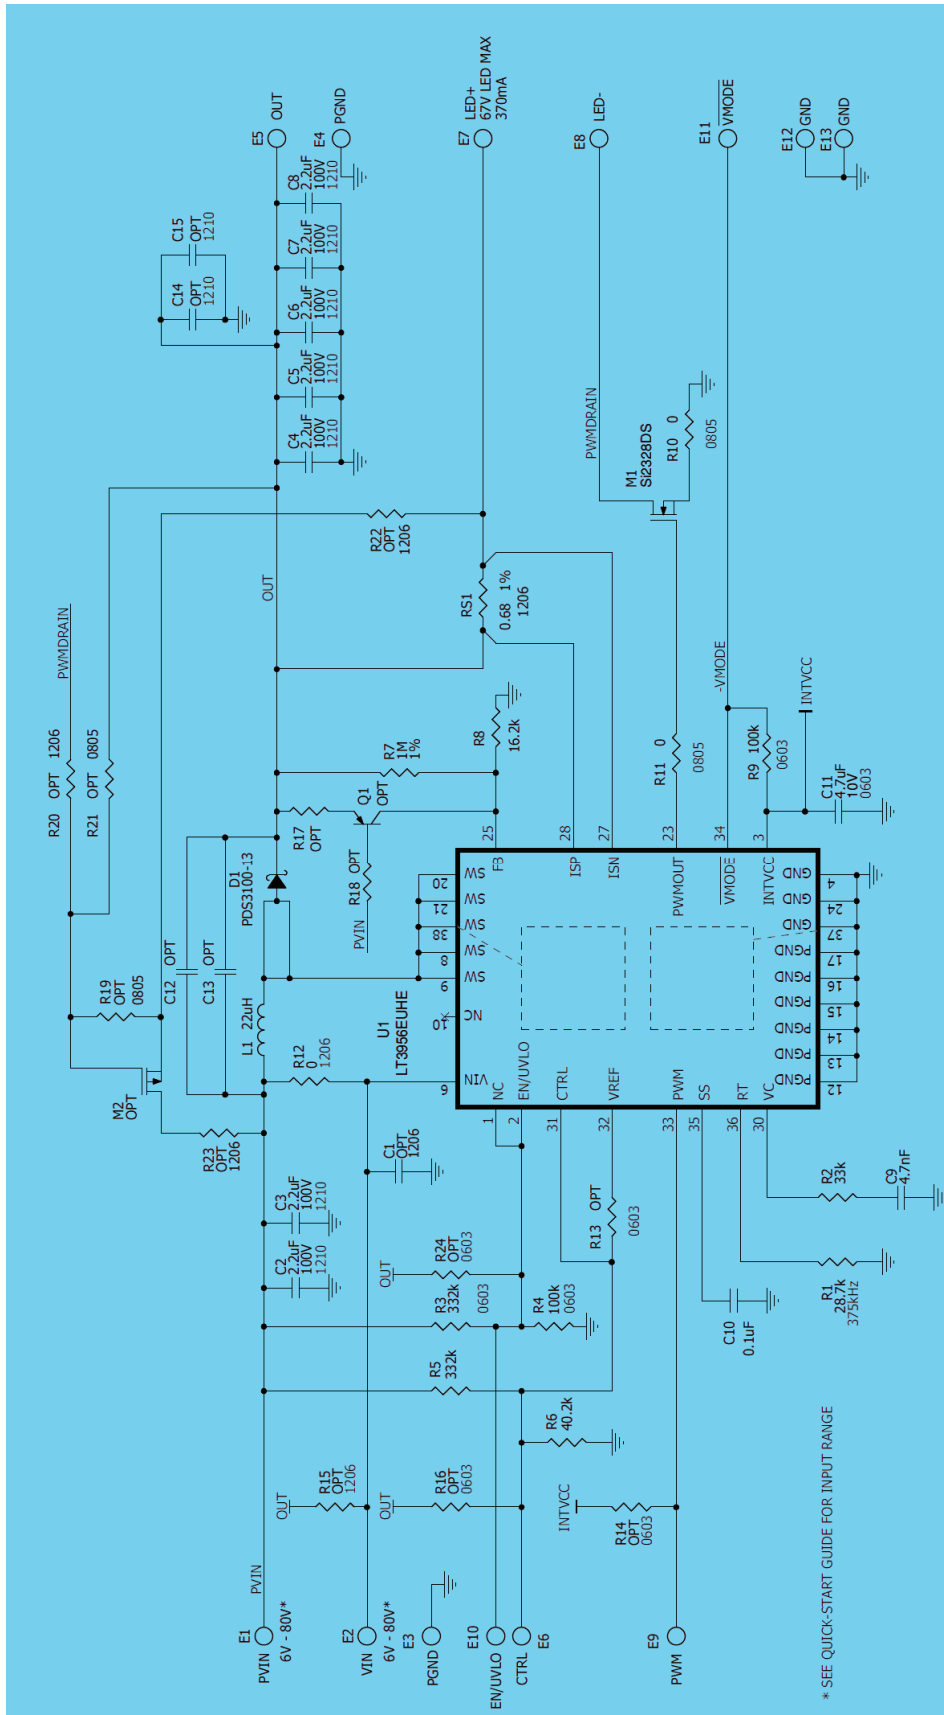 E1
PVIN
6V - 80V*
PVIN
E2
VIN
6V - 80V*
E3
PGND
E10
EN/UVLO
E6
CTRL
E9
PWM
OUT
R15
OPT
1206
OUT
R16
OPT
0603
INTVCC
R14
OPT
0603
R5
332k
R6
40.2k
R3
332k
0603
R4
100k
0603
OUT
R24
OPT
0603
C2
2.2uF
100V
1210
C3
2.2uF
100V
1210
C1
OPT
1206
R13 OPT
0603
C10
0.1uF
R1
28.7k
375kHz
R2
33k
C9
4.7nF
M2
OPT
R23
OPT
1206
R19
OPT
0805
R20 OPT 1206
PWMDRAIN
R21 OPT 0805
C12 OPT
C13 OPT
L1 22uH
D1
PDS3100-13
R12
0
1206
R17
OPT
Q1
OPT
R18 OPT
PVIN
R7
1M
1%
R8
16.2k
U1
LT3956EUHE
6
VIN
10
NC
9
SW
8
SW
38
SW
21
SW
20
SW
1
NC
2
EN/UVLO
31
CTRL
32
VREF
33
PWM
35
SS
36
RT
30
VC
25
FB
28
ISP
27
ISN
23
PWMOUT
34
VMODE
3
INTVCC
12
PGND
13
PGND
14
PGND
15
PGND
16
PGND
17
PGND
37
GND
24
GND
4
GND
OUT
R22
OPT
1206
RS1
0.68 1%
1206
R11 0
0805
R9 100k
0603
C11
4.7uF
10V
0603
INTVCC
-VMODE
M1
Si2328DS
PWMDRAIN
R10 0
0805
C4
2.2uF
100V
1210
C5
2.2uF
100V
1210
C6
2.2uF
100V
1210
C7
2.2uF
100V
1210
C8
2.2uF
100V
1210
C14
OPT
1210
C15
OPT
1210
E5
OUT
E4
PGND
E7
LED+
67V LED MAX
370mA
E8
LED-
E11
VMODE
E12
GND
E13
GND
* SEE QUICK-START GUIDE FOR INPUT RANGE